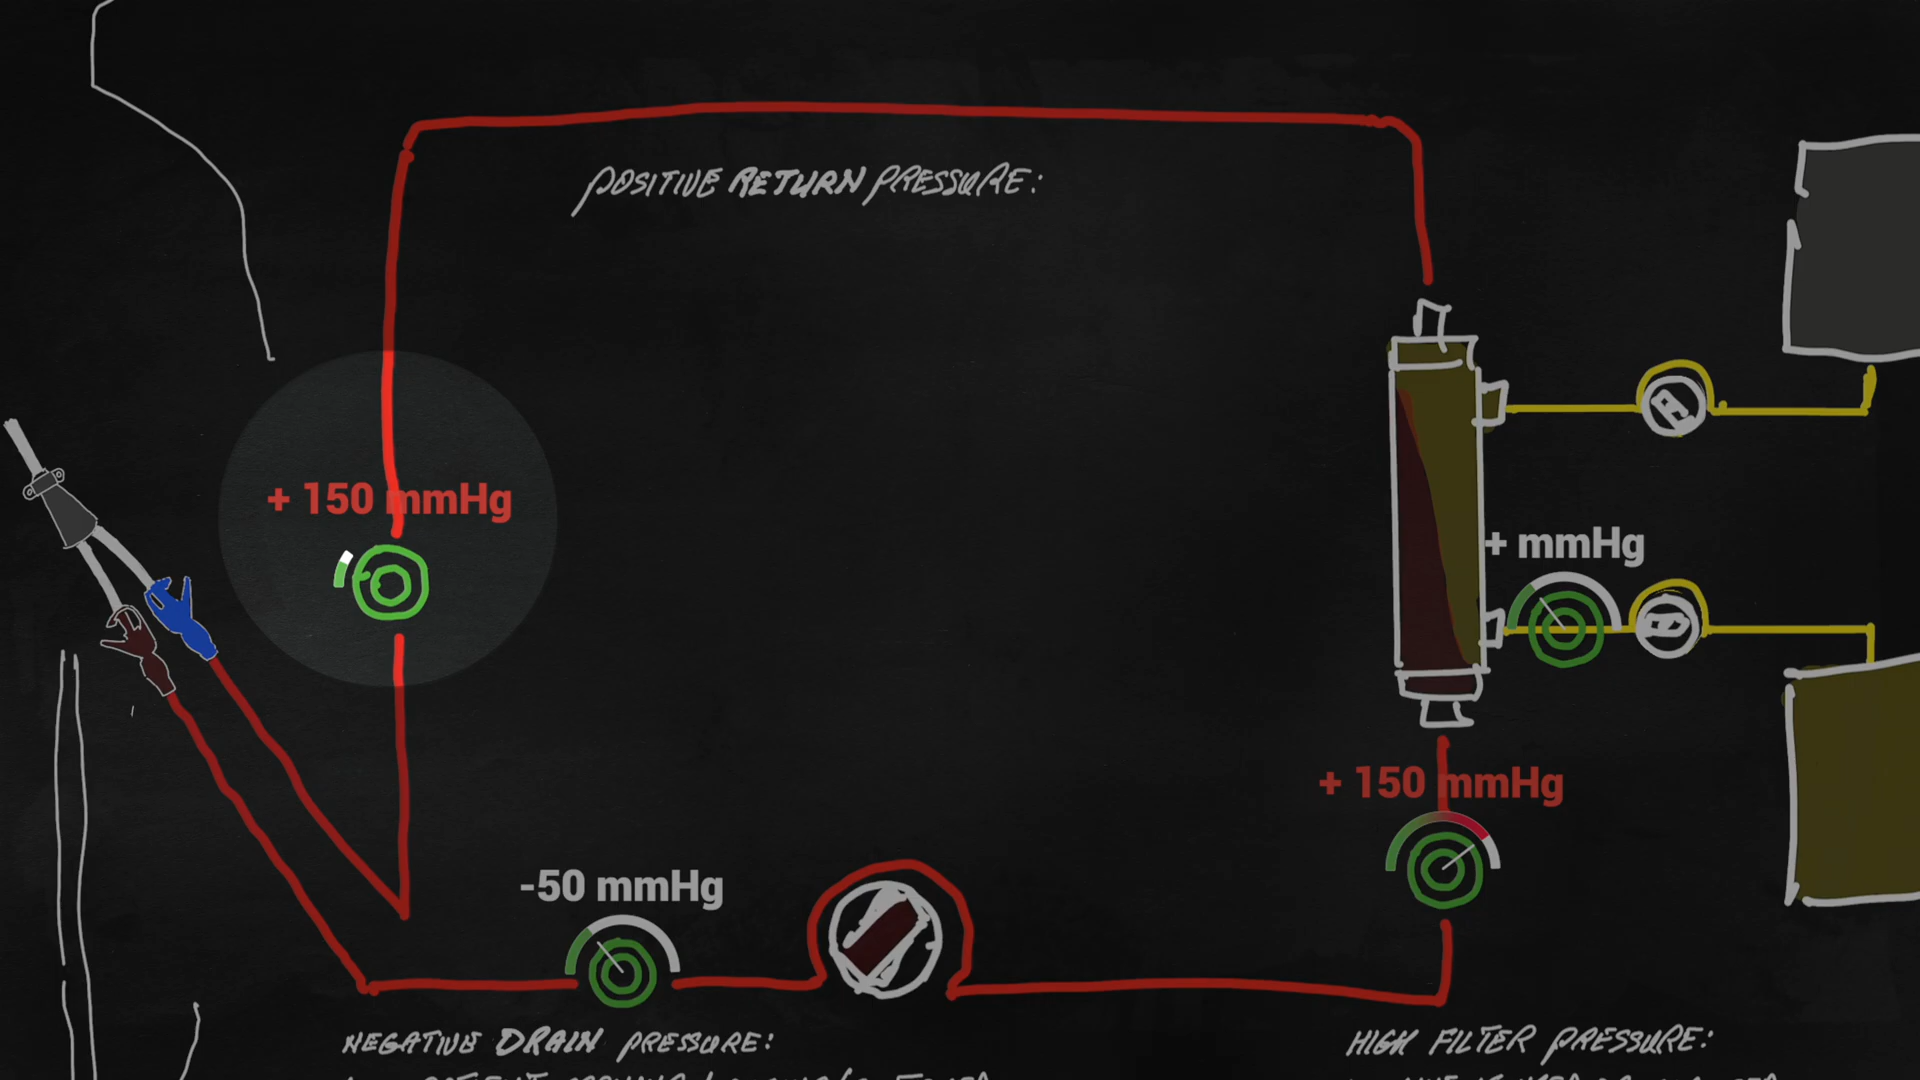 POSITIVE RETURN PRESSURE:
+ 150 mmHg
+ mmHg
+ 150 mmHg
-50 mmHg
NEGATIVE DRAIN PRESSURE:
HIGH FILTER PRESSURE: